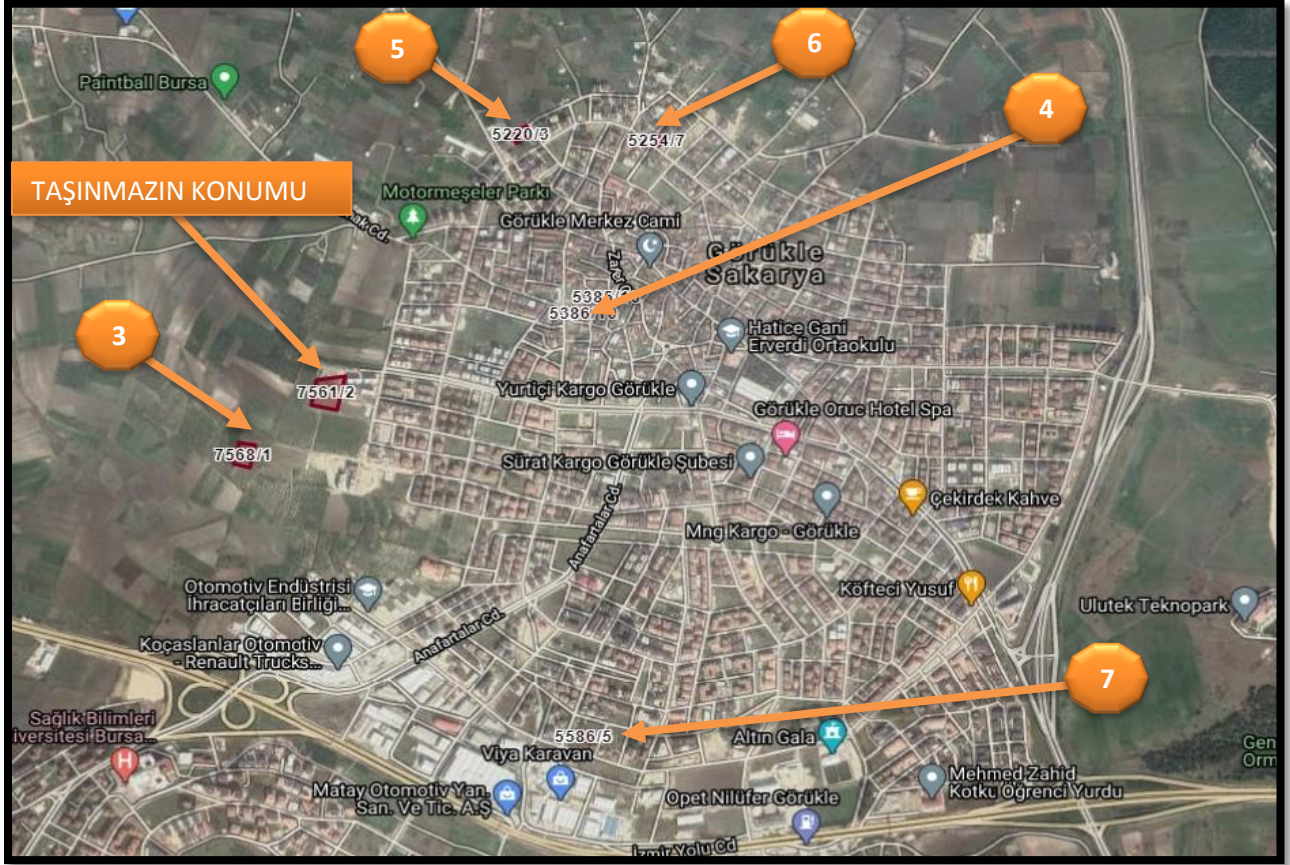 5
6
4
Paintball Bursa
5220/3
5254/7
TAŞINMAZIN KONUMU
Motormeşeler Parkı
Görükle Merkez Cami
Görükle
Sakarya
3
5386/
Hatice Gani
Erverdi Ortaokulu
7561/2
Yurtiçi Kargo Görükle
Görükle Oruc Hotel Spa
7568/1
Sürat Kargo Görükle Şubesi
Çekirdek Kahve
Mng Kargo - Görükle
Anafartalar Cd.
Otomotiv Endüstrisi
İhracatçıları Birliği...
Köfteci Yusuf
Ulutek Teknopark
Koçaslanlar Otomotiv
- Renault Trucks...
Anafartalar Cd.
7
Sağlık Bilimleri
iversitesi Bursa...
5586/5
Altın Gala
Viya Karavan
Gen
Orm
Matay Otomotiv Yan.
San. Ve Tic. A.Ş
Mehmed Zahid
Kotku Öğrenci Yurdu
Opet Nilüfer Görükle
İzmir Yolu Cd